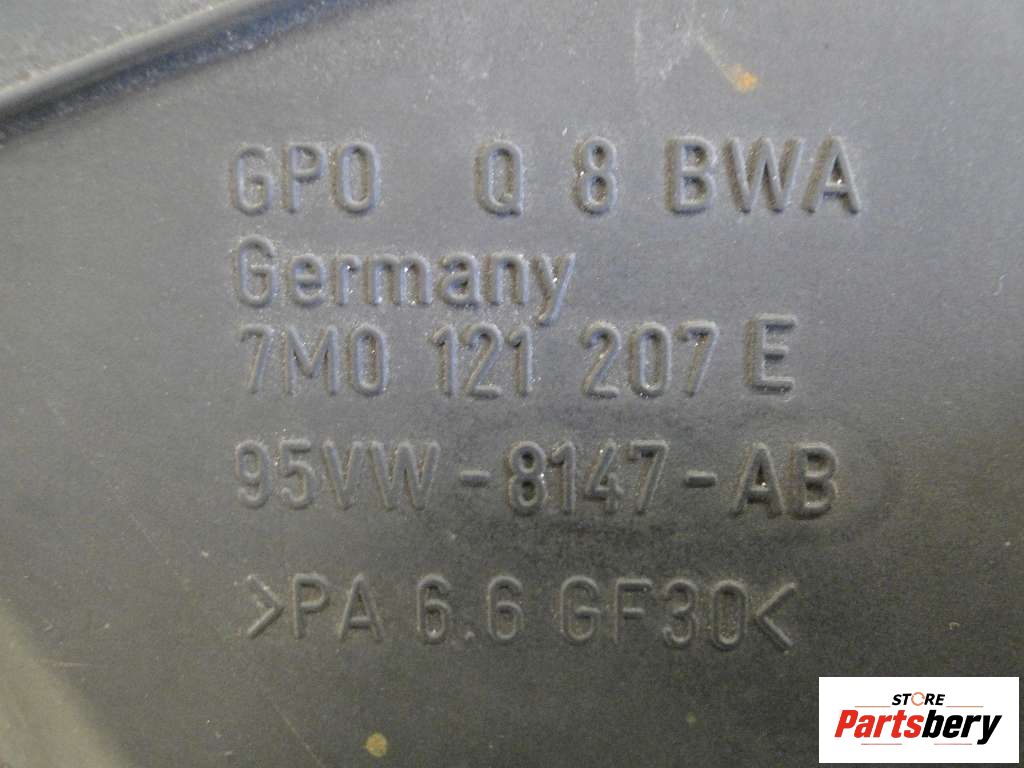 GPO Q 8 BWA
Germany
7M0 121 207 E
95VW-8147-AB
>PA 6.6 GF30<
STORE
Partsbery